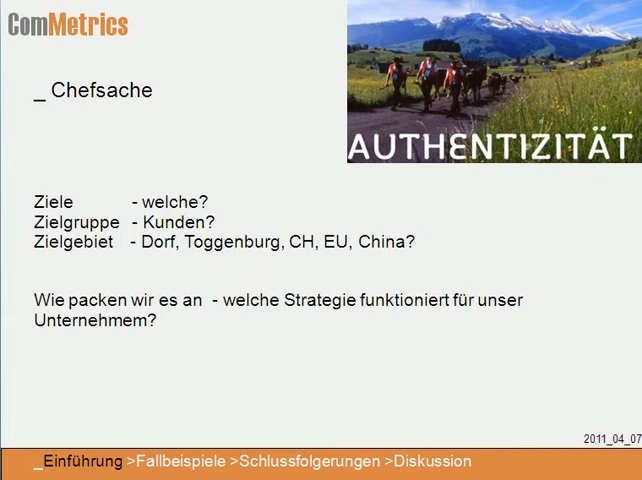 ComMetrics
_ Chefsache
AUTHENTIZITÄT
Ziele - welche?
Zielgruppe - Kunden?
Zielgebiet - Dorf, Toggenburg, CH, EU, China?
Wie packen wir es an - welche Strategie funktioniert für unser
Unternehmem?
2011_04_07
_Einführung >Fallbeispiele >Schlussfolgerungen >Diskussion